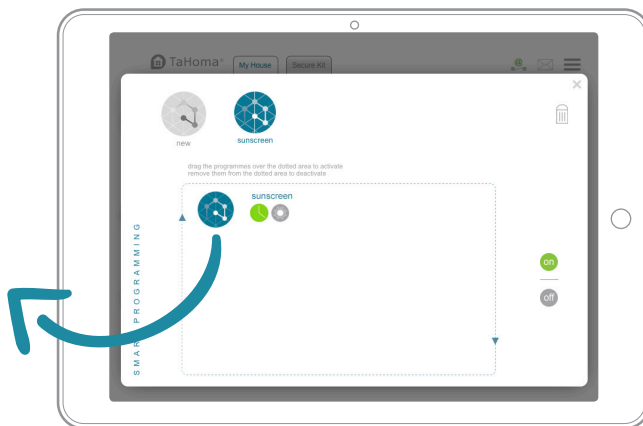 TaHoma®
My House
Secure Kit
new
sunscreen
drag the programmes over the dotted area to activate
remove them from the dotted area to deactivate
sunscreen
SMART PROGRAMMING
on
off